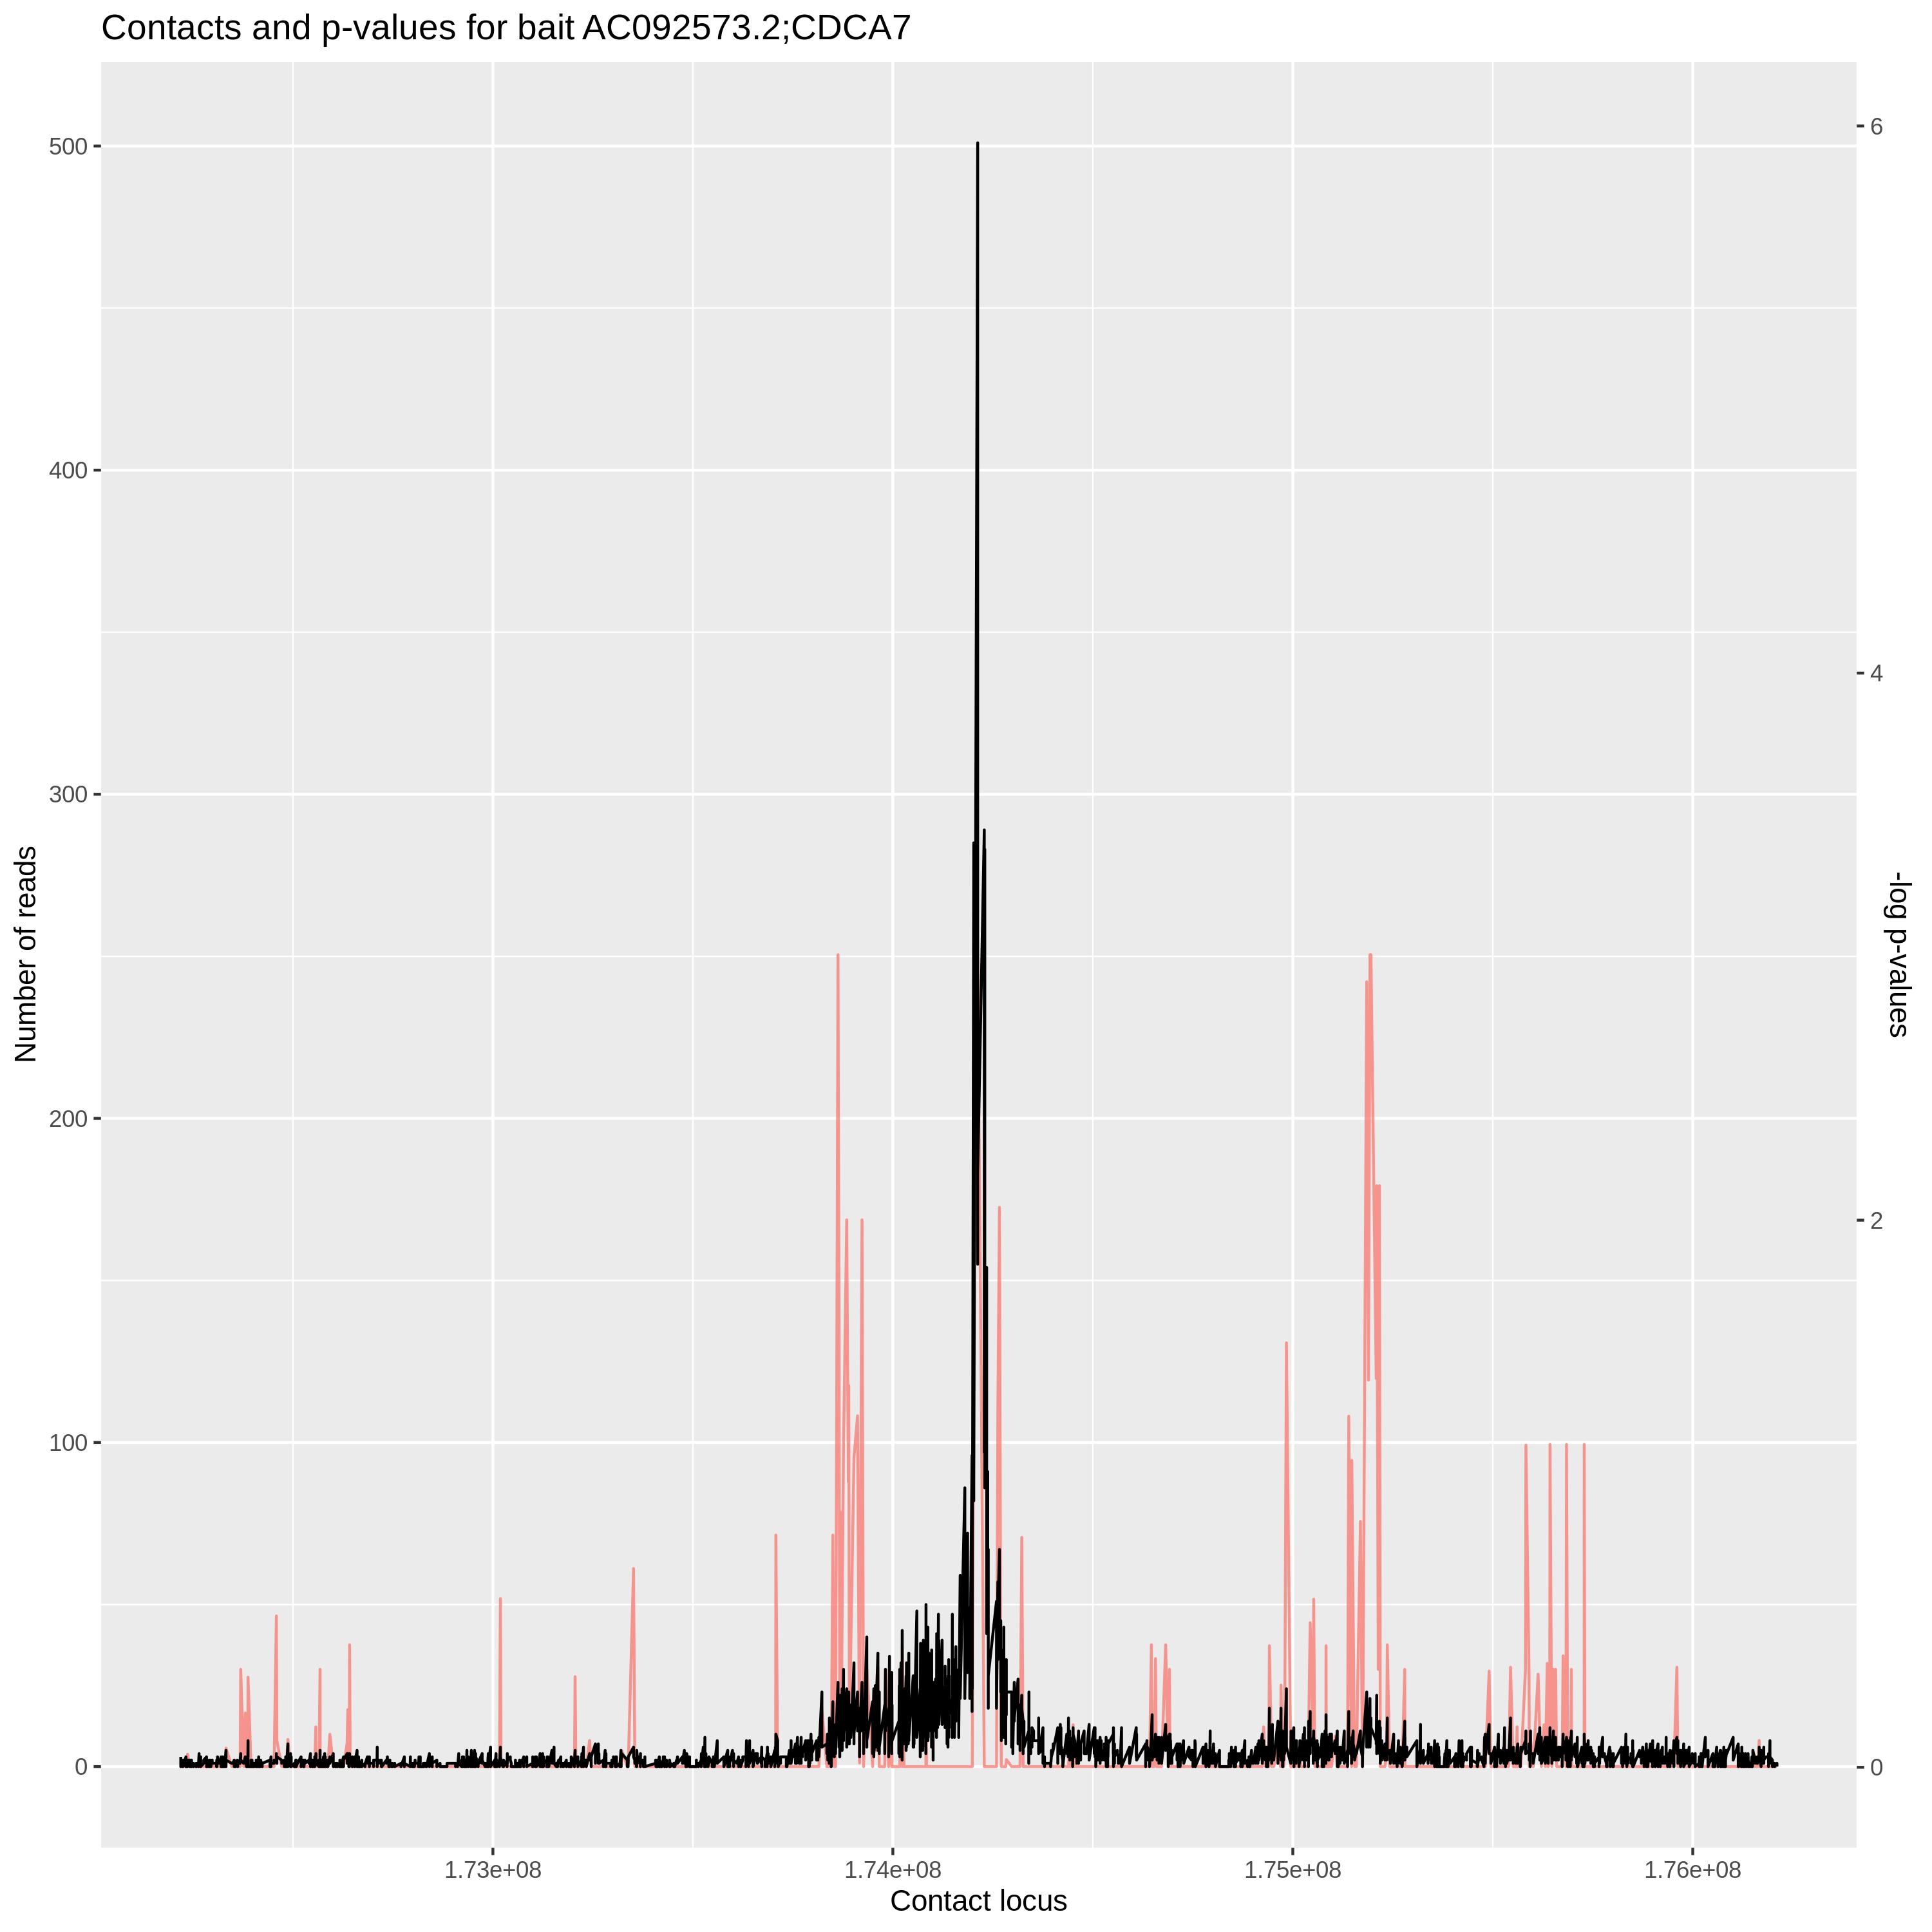 Contacts and p-values for bait AC092573.2;CDCA7
500
400
300
200
100
0
Number of reads
6
4
2
0
-log p-values
1.73e+08 1.74e+08 1.75e+08 1.76e+08
Contact locus